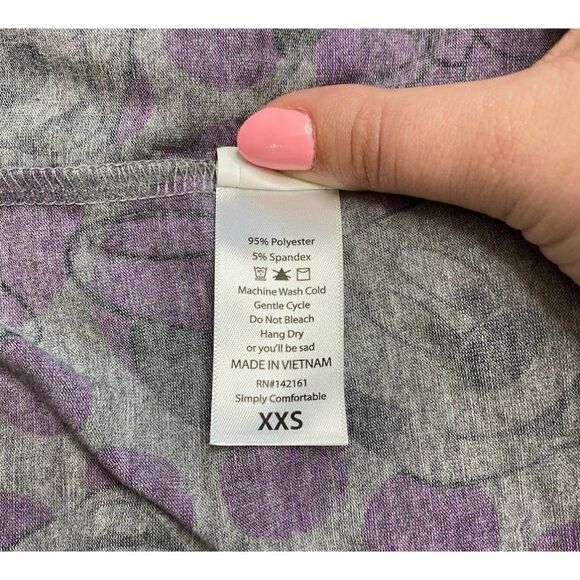 95% Polyester
5% Spandex
Machine Wash Cold
Gentle Cycle
Do Not Bleach
Hang Dry
or you'll be sad
MADE IN VIETNAM
RN#142161
Simply Comfortable
XXS